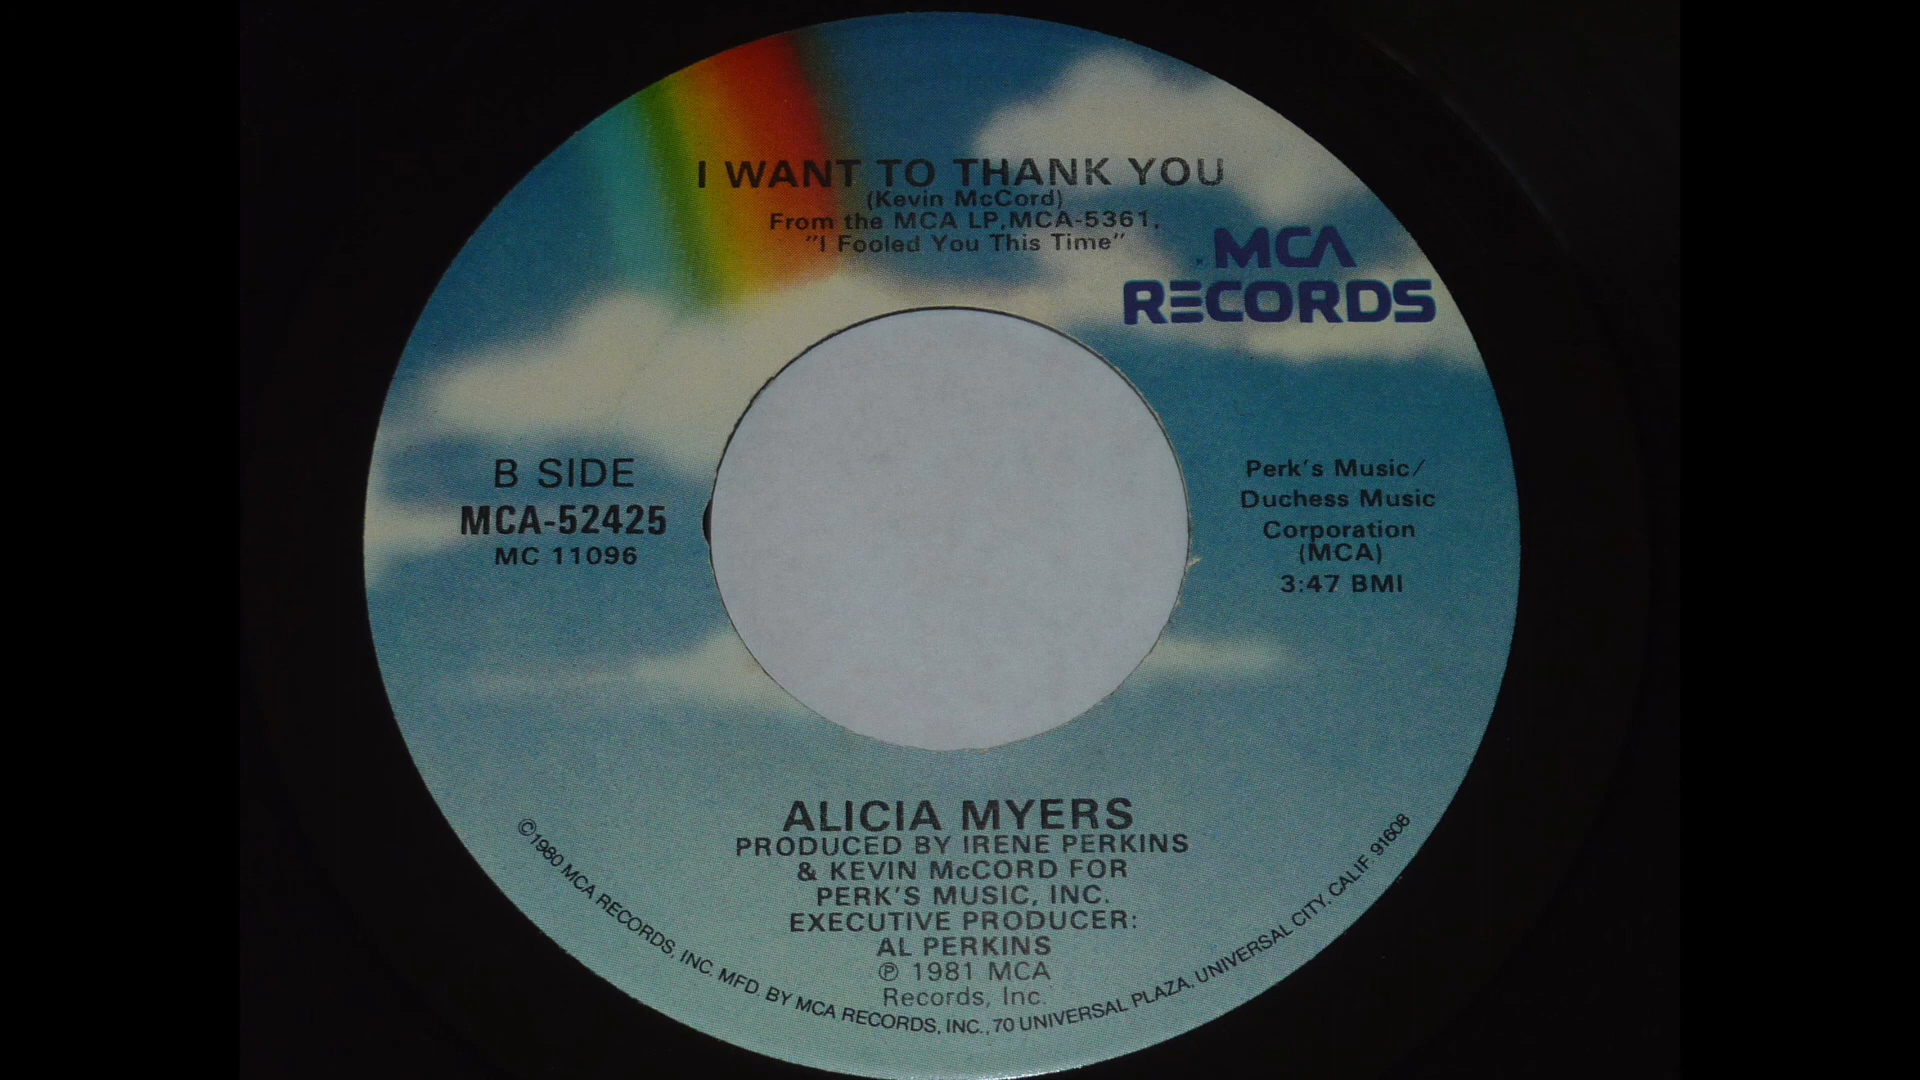 I WANT TO THANK YOU
(Kevin McCord)
From the MCA LP,MCA-5361,
"I Fooled You This Time"
MCA
RECORDS
B SIDE
MCA-52425
MC 11096
Perk's Music/
Duchess Music
Corporation
(MCA)
3:47 BMI
ALICIA MYERS
PRODUCED BY IRENE PERKINS
& KEVIN McCORD FOR
PERK'S MUSIC, INC.
EXECUTIVE PRODUCER:
AL PERKINS
℗ 1981 MCA
Records, Inc.
©1980 MCA RECORDS, INC. MFD. BY MCA RECORDS, INC., 70 UNIVERSAL PLAZA, UNIVERSAL CITY, CALIF. 91608